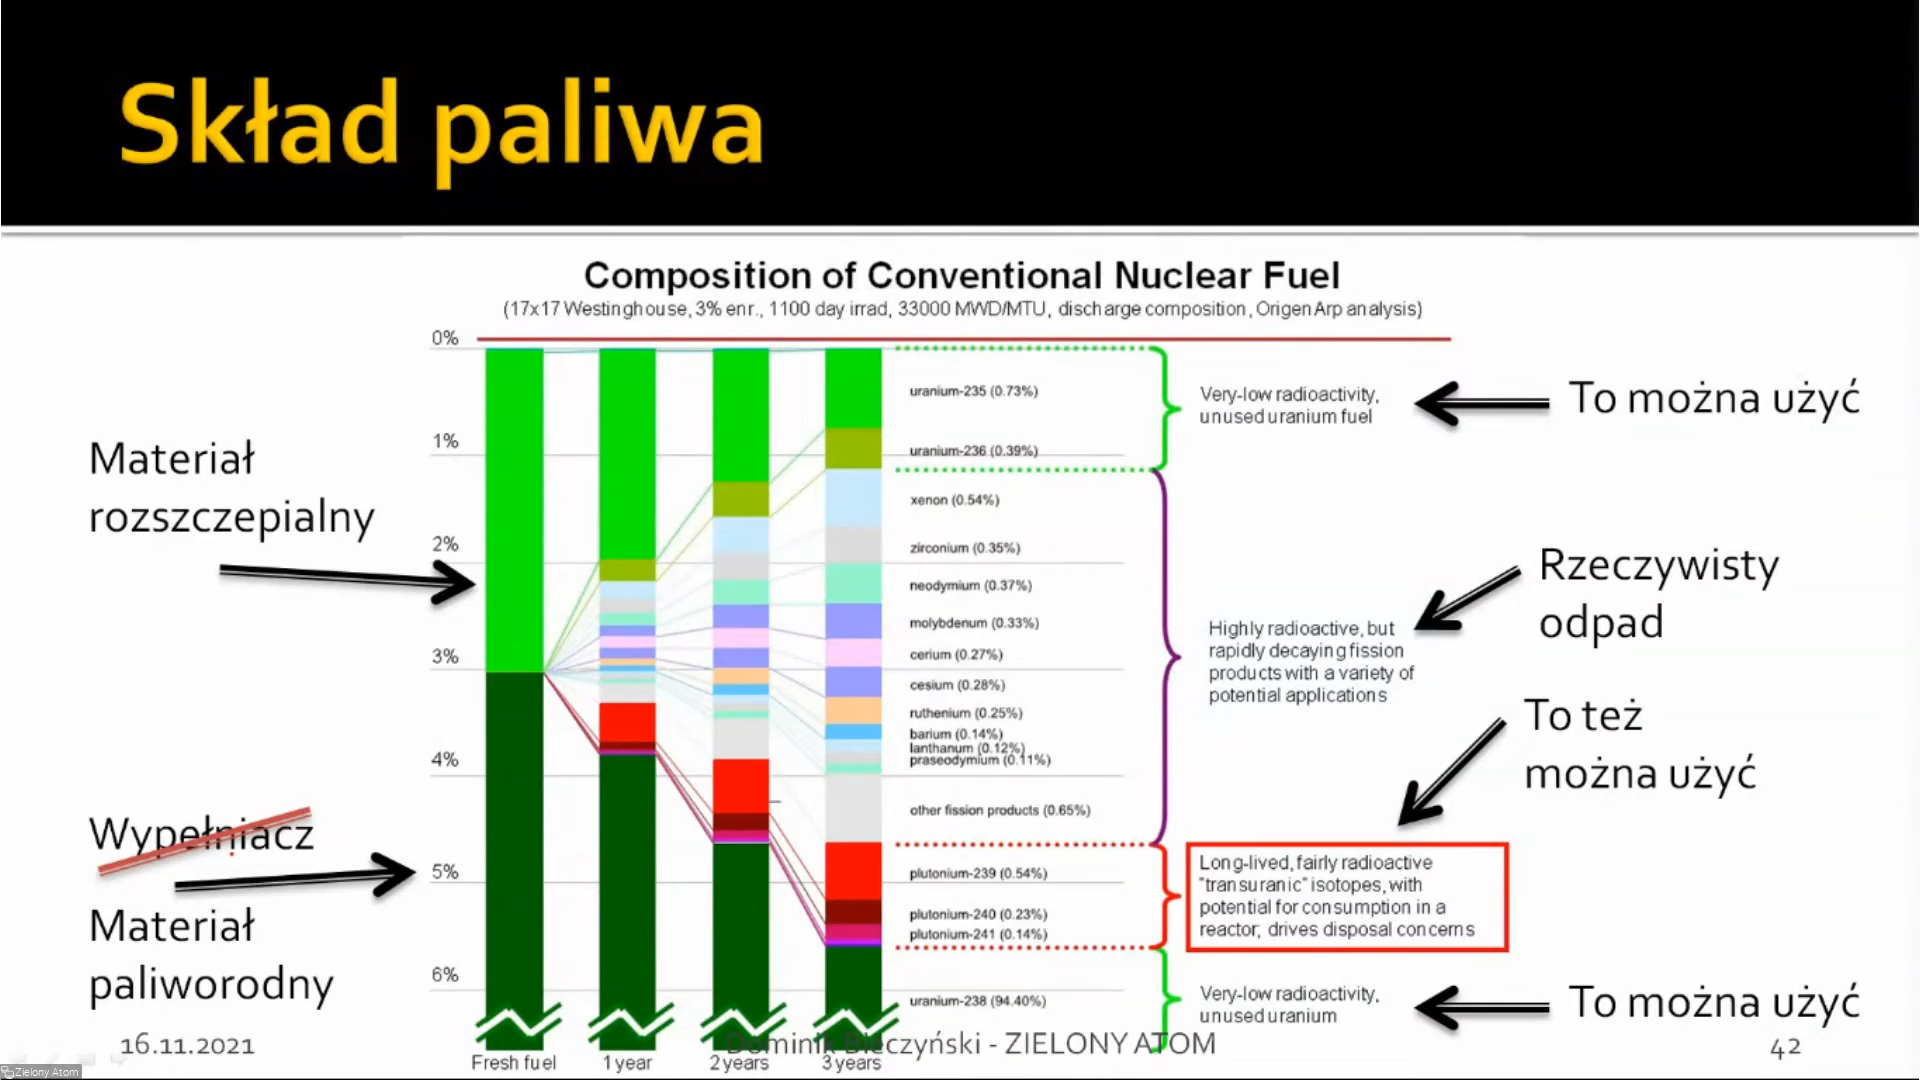 Skład paliwa
Composition of Conventional Nuclear Fuel
(17x17 Westinghouse, 3% enr., 1100 day irrad, 33000 MWD/MTU, discharge composition, Origen Arp analysis)
0%
1%
2%
3%
4%
5%
6%
Materiał
rozszczepialny
Wypełniacz
Materiał
paliworodny
uranium-235 (0.73%)
uranium-236 (0.39%)
xenon (0.54%)
zirconium (0.35%)
neodymium (0.37%)
molybdenum (0.33%)
cerium (0.27%)
cesium (0.28%)
ruthenium (0.25%)
barium (0.14%)
lanthanum (0.12%)
praseodymium (0.11%)
other fission products (0.65%)
plutonium-239 (0.54%)
plutonium-240 (0.23%)
plutonium-241 (0.14%)
uranium-238 (94.40%)
Very-low radioactivity,
unused uranium fuel
Highly radioactive, but
rapidly decaying fission
products with a variety of
potential applications
Long-lived, fairly radioactive
"transuranic" isotopes, with
potential for consumption in a
reactor; drives disposal concerns
Very-low radioactivity,
unused uranium
To można użyć
Rzeczywisty
odpad
To też
można użyć
To można użyć
Fresh fuel
1 year
2 years
3 years
16.11.2021
Dominik Bieczyński - ZIELONY ATOM
42
Zielony Atom